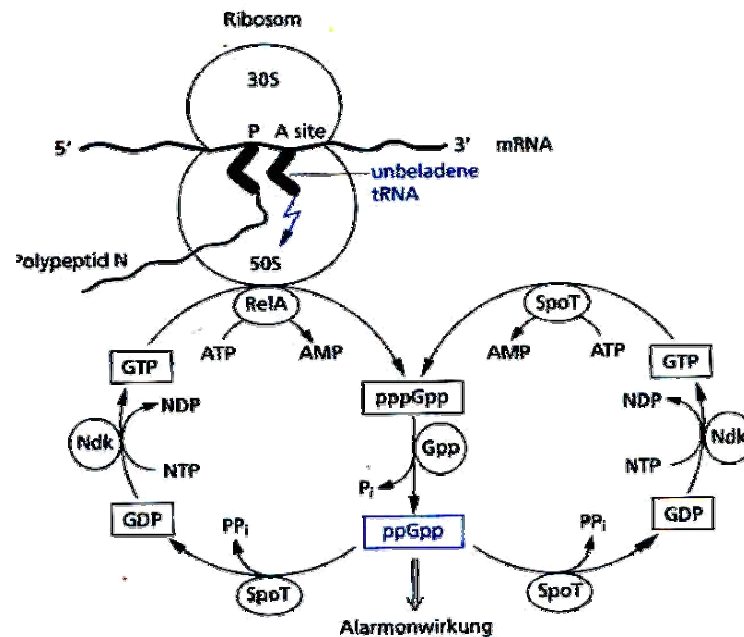 Ribosom
30S
P A site
5' 3' mRNA
unbeladene
tRNA
Polypeptid N
50S
RelA
SpoT
ATP AMP
AMP ATP
GTP
GTP
pppGpp
NDP
NDP
Ndk
Gpp
Ndk
NTP
Pi
NTP
GDP
PPi
ppGpp
PPi
GDP
SpoT
SpoT
Alarmonwirkung